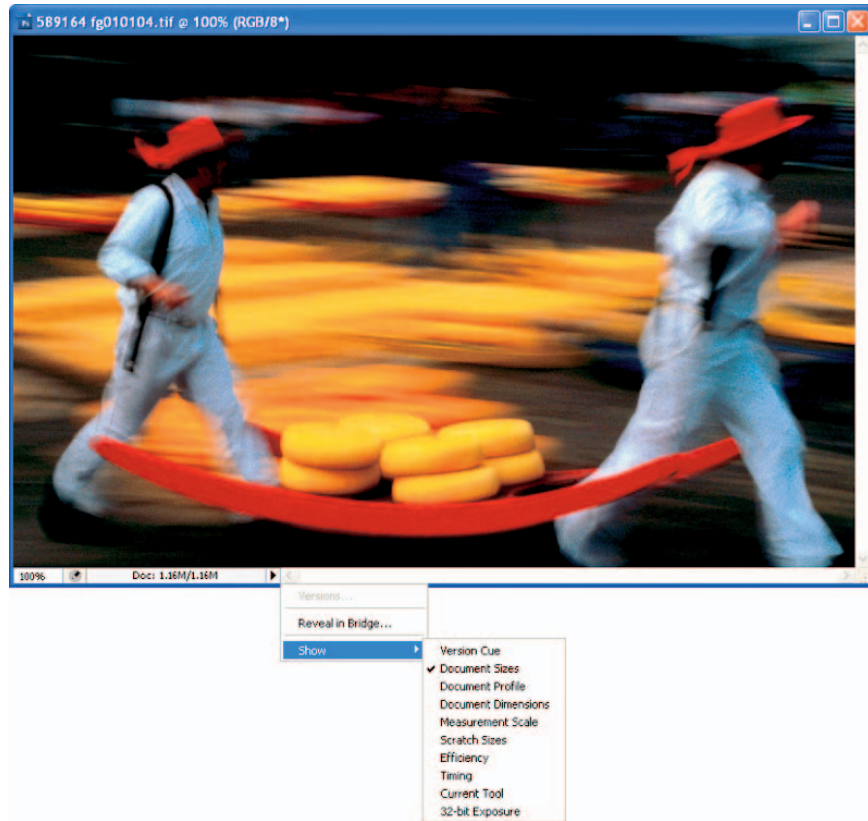 5B9164 fg010104.tif @ 100% (RGB/8*)
100%
Doc: 1.16M/1.16M
Versions...
Reveal in Bridge...
Show
Version Cue
Document Sizes
Document Profile
Document Dimensions
Measurement Scale
Scratch Sizes
Efficiency
Timing
Current Tool
32-bit Exposure